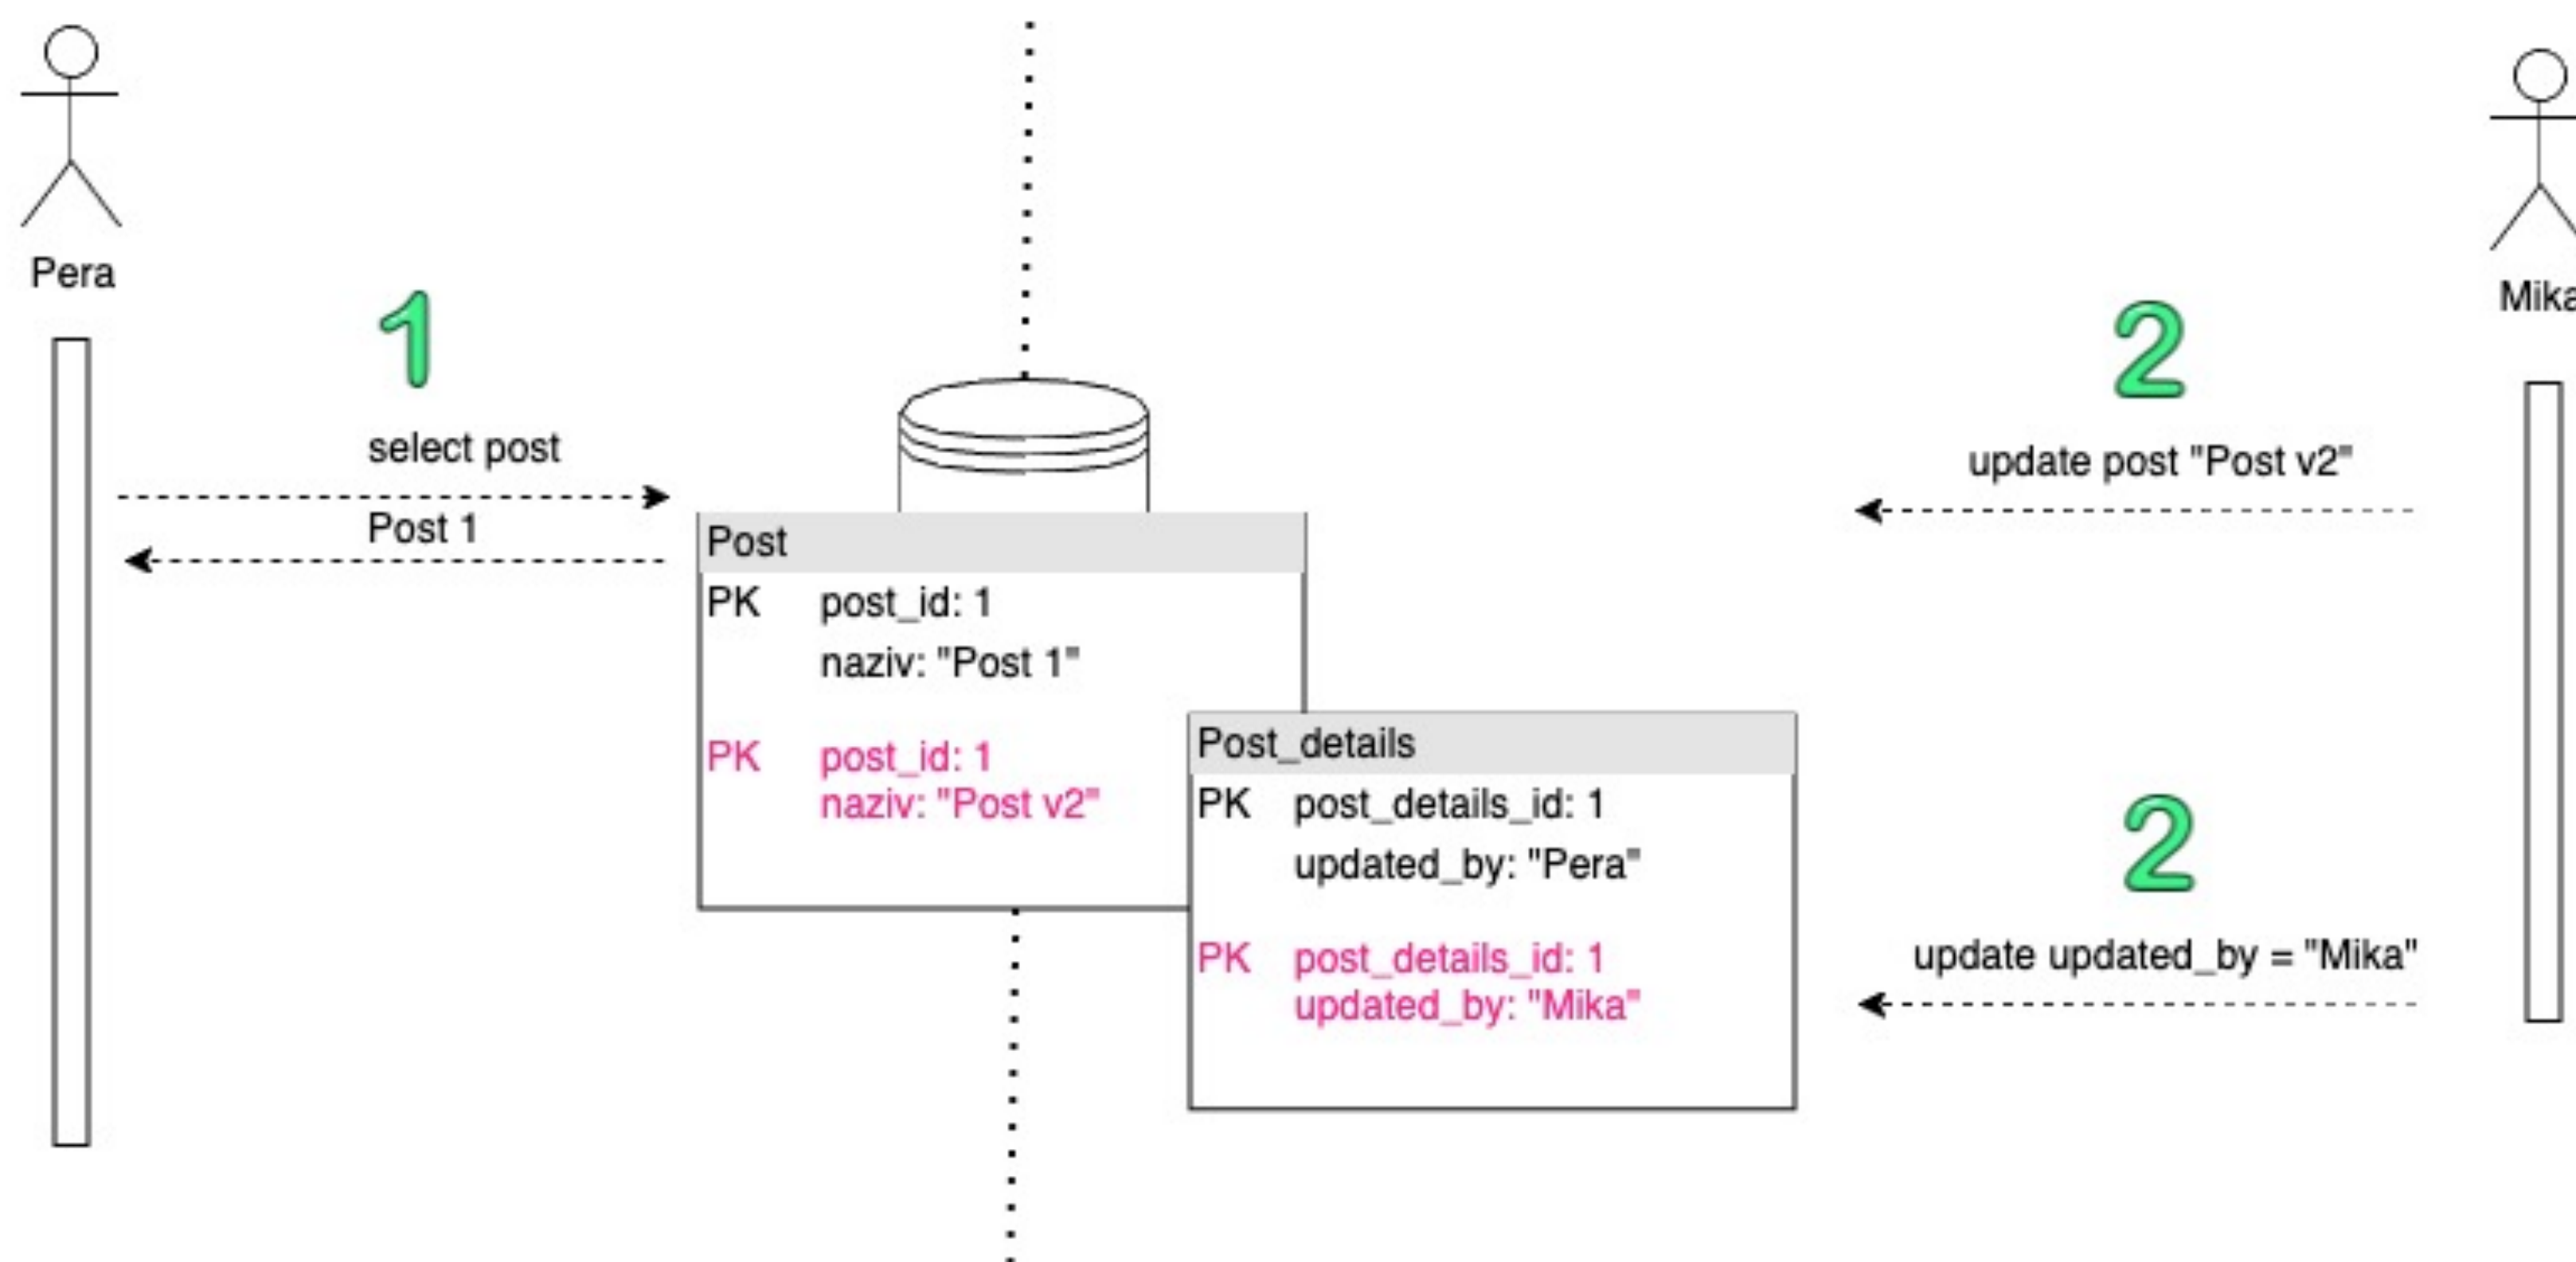 Pera
1
select post
Post 1
Post
PK post_id: 1
naziv: "Post 1"
PK post_id: 1
naziv: "Post v2"
Post_details
PK post_details_id: 1
updated_by: "Pera"
PK post_details_id: 1
updated_by: "Mika"
Mika
2
update post "Post v2"
2
update updated_by = "Mika"